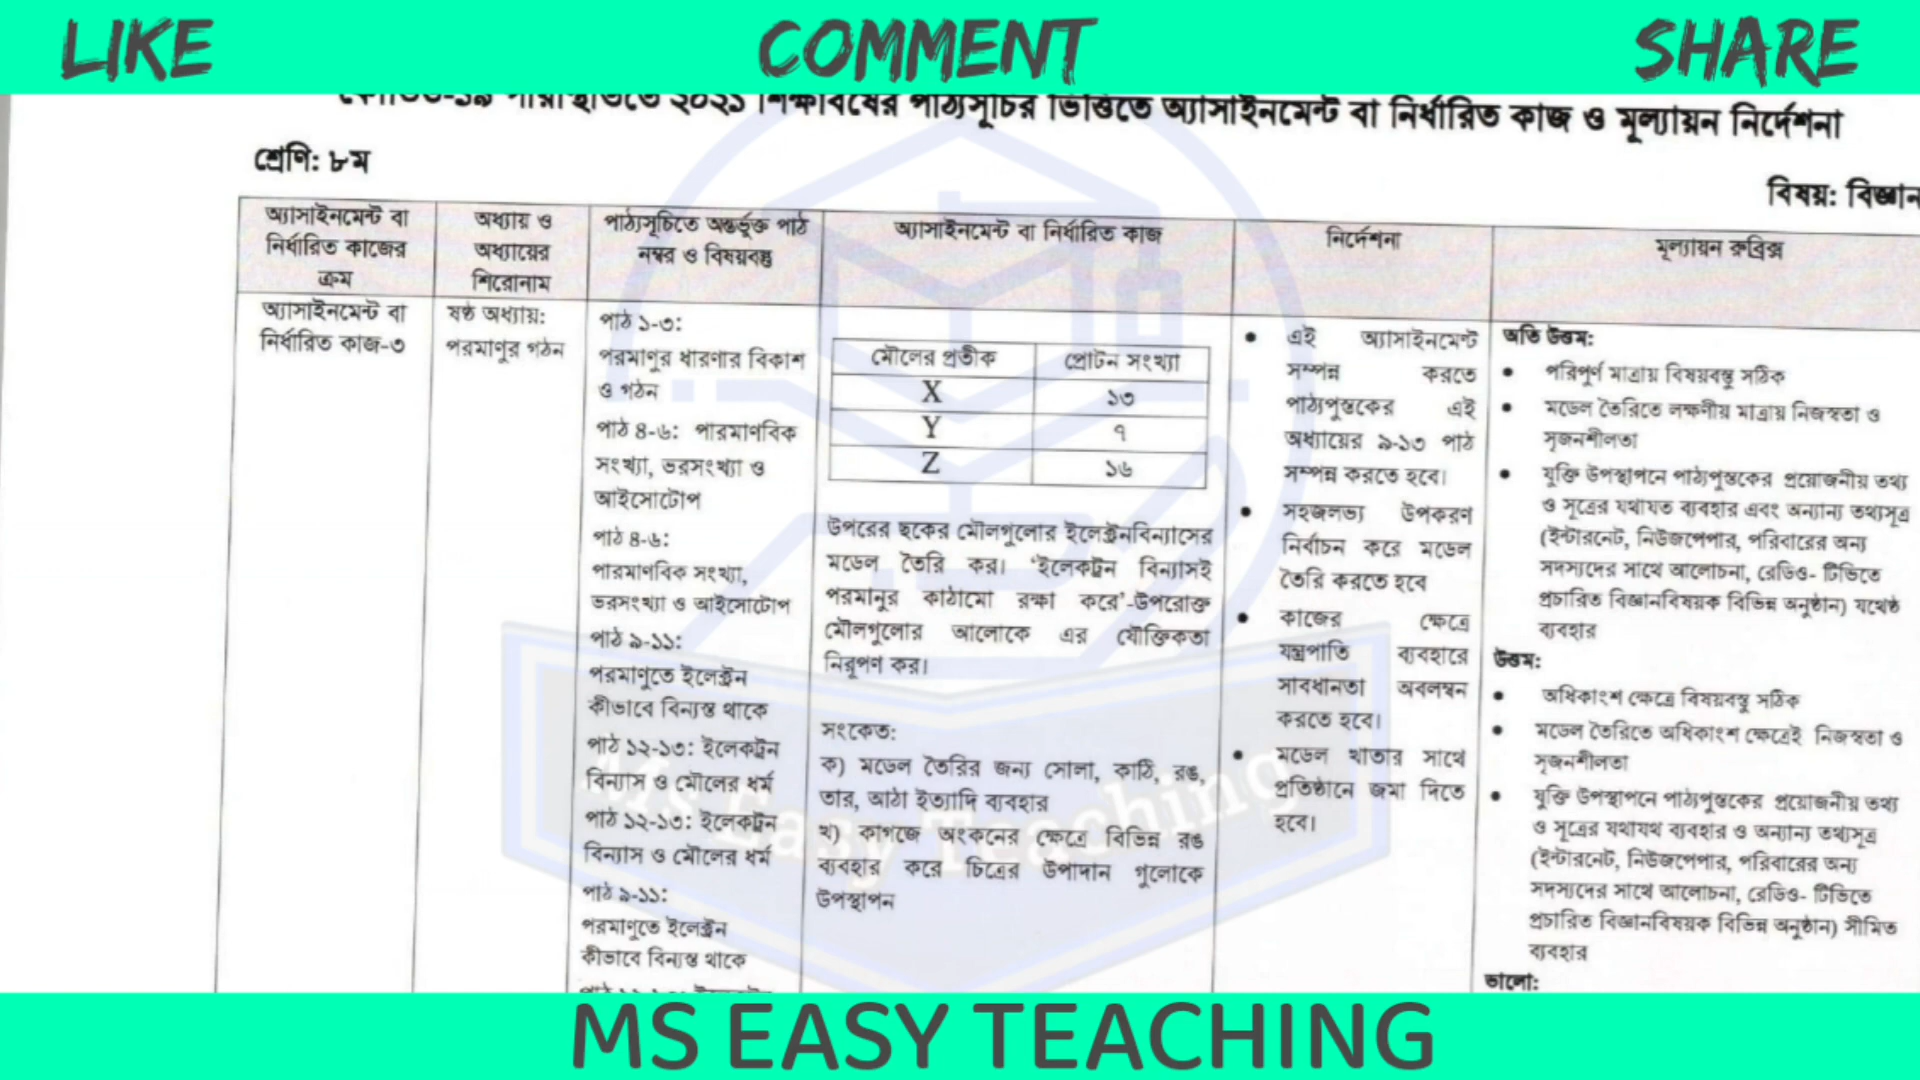 LIKE COMMENT SHARE
কোভিড-১৯ পরিস্থিতিতে ২০২১ শিক্ষাবর্ষের পাঠ্যসূচির ভিত্তিতে অ্যাসাইনমেন্ট বা নির্ধারিত কাজ ও মূল্যায়ন নির্দেশনা
শ্রেণি: ৮ম
বিষয়: বিজ্ঞান
অ্যাসাইনমেন্ট বা
নির্ধারিত কাজের
ক্রম
অধ্যায় ও
অধ্যায়ের
শিরোনাম
পাঠ্যসূচিতে অন্তর্ভুক্ত পাঠ
নম্বর ও বিষয়বস্তু
অ্যাসাইনমেন্ট বা নির্ধারিত কাজ
নির্দেশনা
মূল্যায়ন রুব্রিক্স
অ্যাসাইনমেন্ট বা
নির্ধারিত কাজ-৩
ষষ্ঠ অধ্যায়:
পরমাণুর গঠন
পাঠ ১-৩:
পরমাণুর ধারণার বিকাশ
ও গঠন
পাঠ ৪-৬: পারমাণবিক
সংখ্যা, ভরসংখ্যা ও
আইসোটোপ
পাঠ ৪-৬:
পারমাণবিক সংখ্যা,
ভরসংখ্যা ও আইসোটোপ
পাঠ ৯-১১:
পরমাণুতে ইলেক্ট্রন
কীভাবে বিন্যস্ত থাকে
পাঠ ১২-১৩: ইলেকট্রন
বিন্যাস ও মৌলের ধর্ম
পাঠ ১২-১৩: ইলেকট্রন
বিন্যাস ও মৌলের ধর্ম
পাঠ ৯-১১:
পরমাণুতে ইলেক্ট্রন
কীভাবে বিন্যস্ত থাকে
মৌলের প্রতীক প্রোটন সংখ্যা
X ১৩
Y ৭
Z ১৬
উপরের ছকের মৌলগুলোর ইলেক্ট্রনবিন্যাসের
মডেল তৈরি কর। ‘ইলেকট্রন বিন্যাসই
পরমানুর কাঠামো রক্ষা করে’-উপরোক্ত
মৌলগুলোর আলোকে এর যৌক্তিকতা
নিরূপণ কর।
সংকেত:
ক) মডেল তৈরির জন্য সোলা, কাঠি, রঙ,
তার, আঠা ইত্যাদি ব্যবহার
খ) কাগজে অংকনের ক্ষেত্রে বিভিন্ন রঙ
ব্যবহার করে চিত্রের উপাদান গুলোকে
উপস্থাপন
• এই অ্যাসাইনমেন্ট
সম্পন্ন করতে
পাঠ্যপুস্তকের এই
অধ্যায়ের ৯-১৩ পাঠ
সম্পন্ন করতে হবে।
• সহজলভ্য উপকরণ
নির্বাচন করে মডেল
তৈরি করতে হবে
• কাজের ক্ষেত্রে
যন্ত্রপাতি ব্যবহারে
সাবধানতা অবলম্বন
করতে হবে।
• মডেল খাতার সাথে
প্রতিষ্ঠানে জমা দিতে
হবে।
অতি উত্তম:
• পরিপূর্ণ মাত্রায় বিষয়বস্তু সঠিক
• মডেল তৈরিতে লক্ষণীয় মাত্রায় নিজস্বতা ও
সৃজনশীলতা
• যুক্তি উপস্থাপনে পাঠ্যপুস্তকের প্রয়োজনীয় তথ্য
ও সূত্রের যথাযত ব্যবহার এবং অন্যান্য তথ্যসূত্র
(ইন্টারনেট, নিউজপেপার, পরিবারের অন্য
সদস্যদের সাথে আলোচনা, রেডিও- টিভিতে
প্রচারিত বিজ্ঞানবিষয়ক বিভিন্ন অনুষ্ঠান) যথেষ্ঠ
ব্যবহার
উত্তম:
• অধিকাংশ ক্ষেত্রে বিষয়বস্তু সঠিক
• মডেল তৈরিতে অধিকাংশ ক্ষেত্রেই নিজস্বতা ও
সৃজনশীলতা
• যুক্তি উপস্থাপনে পাঠ্যপুস্তকের প্রয়োজনীয় তথ্য
ও সূত্রের যথাযথ ব্যবহার ও অন্যান্য তথ্যসূত্র
(ইন্টারনেট, নিউজপেপার, পরিবারের অন্য
সদস্যদের সাথে আলোচনা, রেডিও- টিভিতে
প্রচারিত বিজ্ঞানবিষয়ক বিভিন্ন অনুষ্ঠান) সীমিত
ব্যবহার
ভালো:
Ms Easy Teaching
MS EASY TEACHING